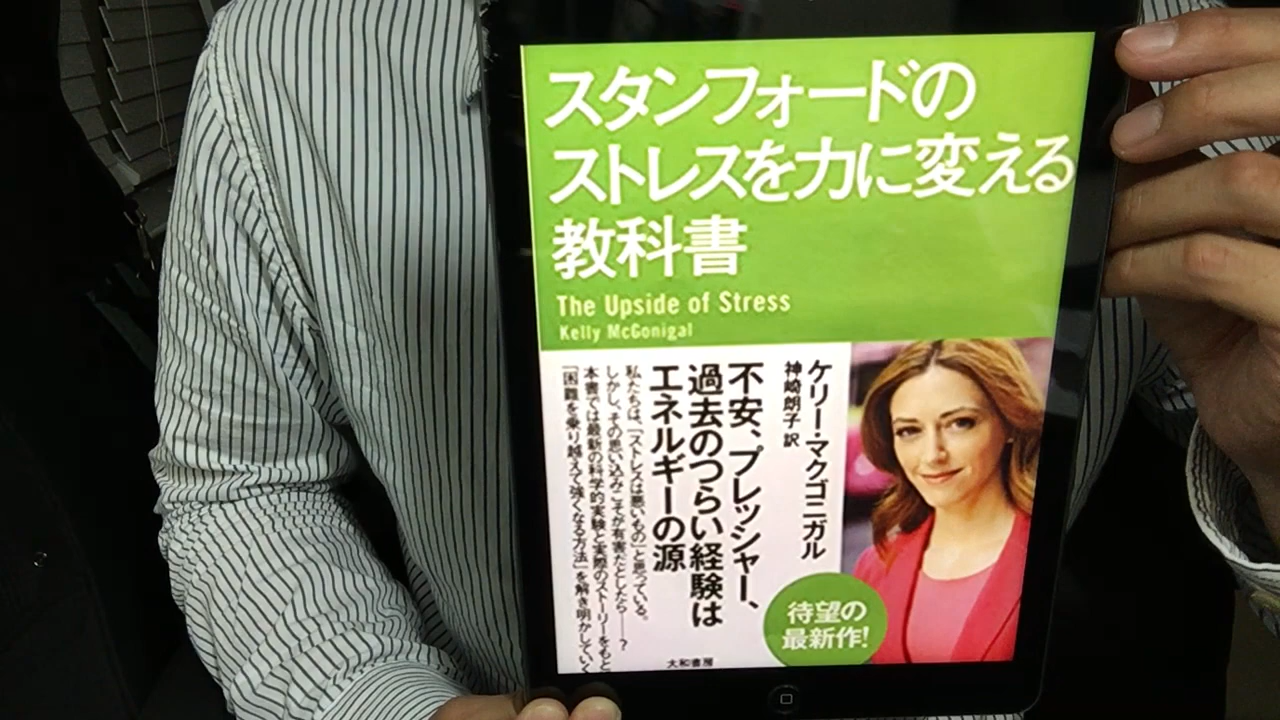 スタンフォードの
ストレスを力に変える
教科書
The Upside of Stress
Kelly McGonigal
ケリー・マクゴニガル
神崎朗子 訳
不安、プレッシャー、
過去のつらい経験は
エネルギーの源
私たちは、「ストレスは悪いもの」と思っている。
しかし、その思い込みこそが有害だとしたら——?
本書では最新の科学的実験と実際のストーリーをもと
「困難を乗り越えて強くなる方法」を解き明かしていく
待望の
最新作!
大和書房